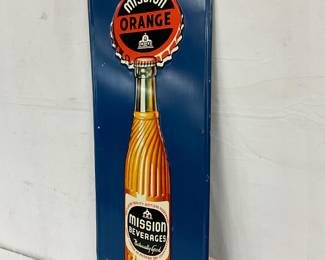 MISSION
ORANGE
MISSION
BEVERAGES
Naturally Good